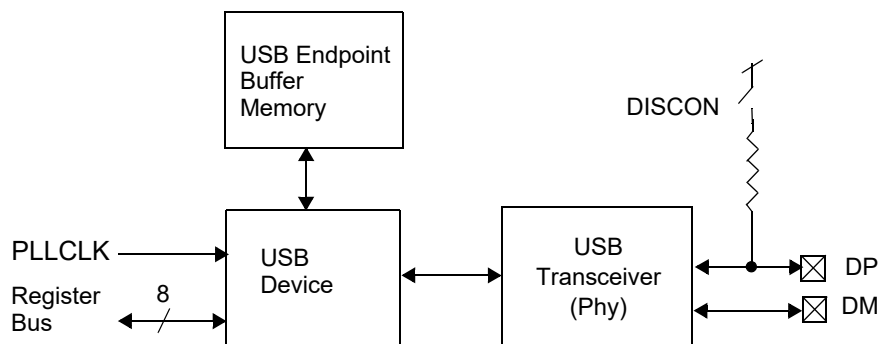 USB Endpoint
Buffer
Memory
DISCON
PLLCLK
Register
Bus
8
USB
Device
USB
Transceiver
(Phy)
DP
DM